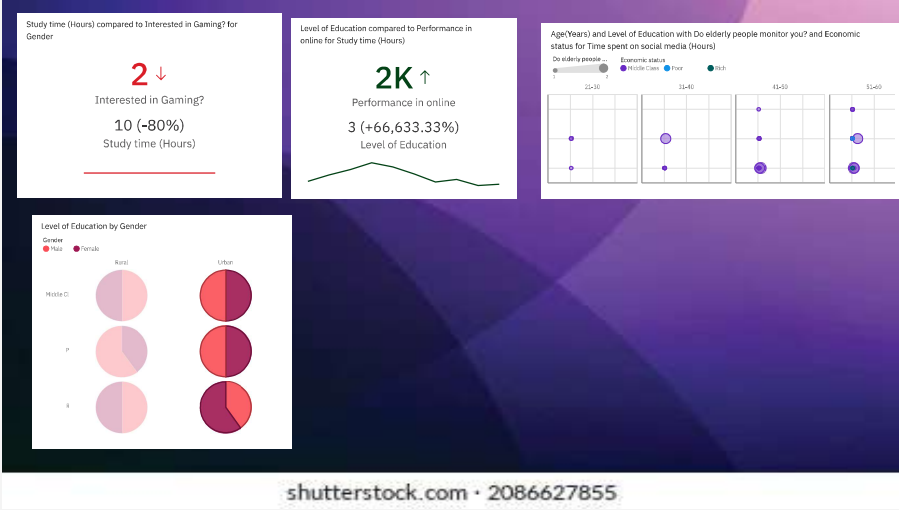 Study time (Hours) compared to Interested in Gaming? for
Gender
2 ↓
Interested in Gaming?
10 (-80%)
Study time (Hours)
Level of Education compared to Performance in
online for Study time (Hours)
2K ↑
Performance in online
3 (+66,633.33%)
Level of Education
Age(Years) and Level of Education with Do elderly people monitor you? and Economic
status for Time spent on social media (Hours)
Do elderly people ...
Economic status
Middle Class
Poor
Rich
21-30
31-40
41-50
51-60
Level of Education by Gender
Gender
Male
Female
Rural
Urban
Middle Cl
P
R
shutterstock.com · 2086627855